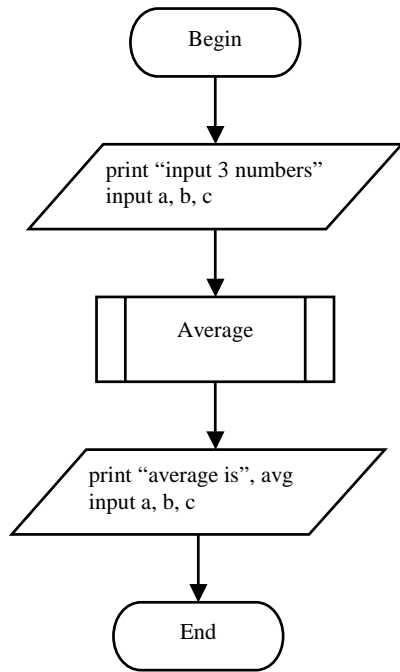 Begin
print “input 3 numbers”
input a, b, c
Average
print “average is”, avg
input a, b, c
End